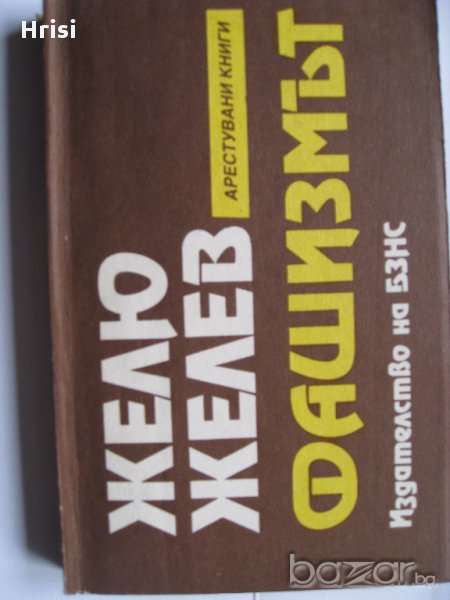 Hrisi
ЖЕЛЮ
ЖЕЛЕВ
АРЕСТУВАНИ КНИГИ
ФАШИЗМЪТ
Издателство на БЗНС
bazar.bg